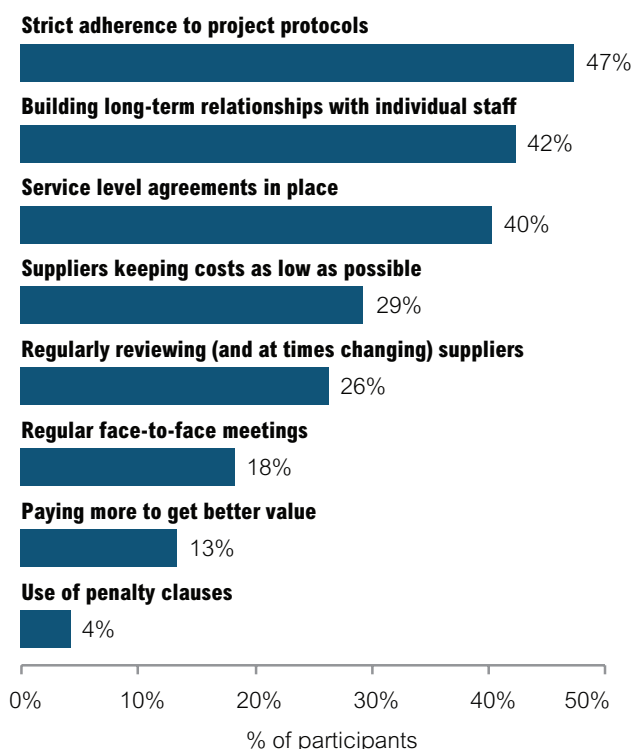 Strict adherence to project protocols
47%
Building long-term relationships with individual staff
42%
Service level agreements in place
40%
Suppliers keeping costs as low as possible
29%
Regularly reviewing (and at times changing) suppliers
26%
Regular face-to-face meetings
18%
Paying more to get better value
13%
Use of penalty clauses
4%
0% 10% 20% 30% 40% 50%
% of participants